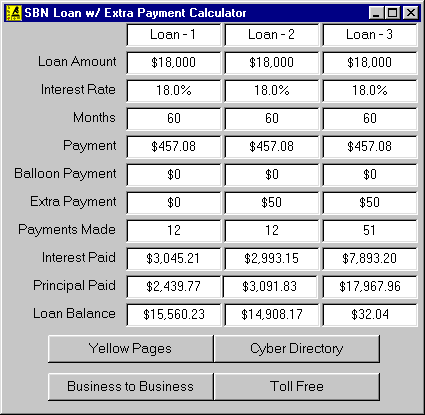 SBN Loan w/ Extra Payment Calculator
Loan - 1 Loan - 2 Loan - 3
Loan Amount $18,000 $18,000 $18,000
Interest Rate 18.0% 18.0% 18.0%
Months 60 60 60
Payment $457.08 $457.08 $457.08
Balloon Payment $0 $0 $0
Extra Payment $0 $50 $50
Payments Made 12 12 51
Interest Paid $3,045.21 $2,993.15 $7,893.20
Principal Paid $2,439.77 $3,091.83 $17,967.96
Loan Balance $15,560.23 $14,908.17 $32.04
Yellow Pages Cyber Directory
Business to Business Toll Free